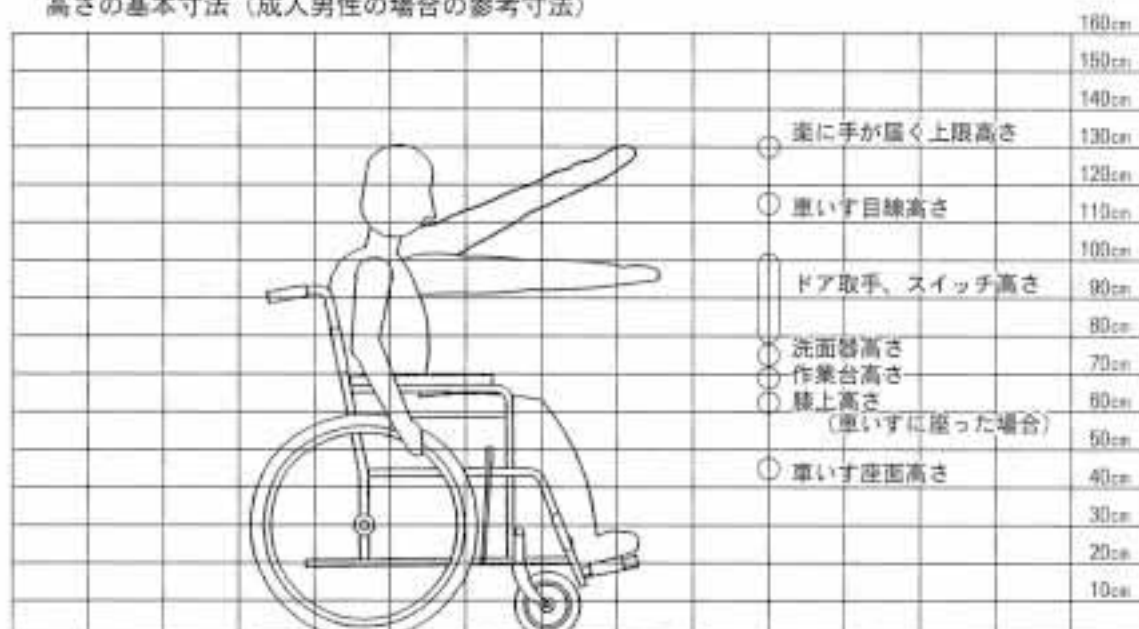 高さの基本寸法（成人男性の場合の参考寸法）
160cm
150cm
140cm
楽に手が届く上限高さ
130cm
120cm
車いす目線高さ
110cm
100cm
ドア取手、スイッチ高さ
90cm
80cm
洗面器高さ
70cm
作業台高さ
膝上高さ
60cm
（車いすに座った場合）
50cm
車いす座面高さ
40cm
30cm
20cm
10cm